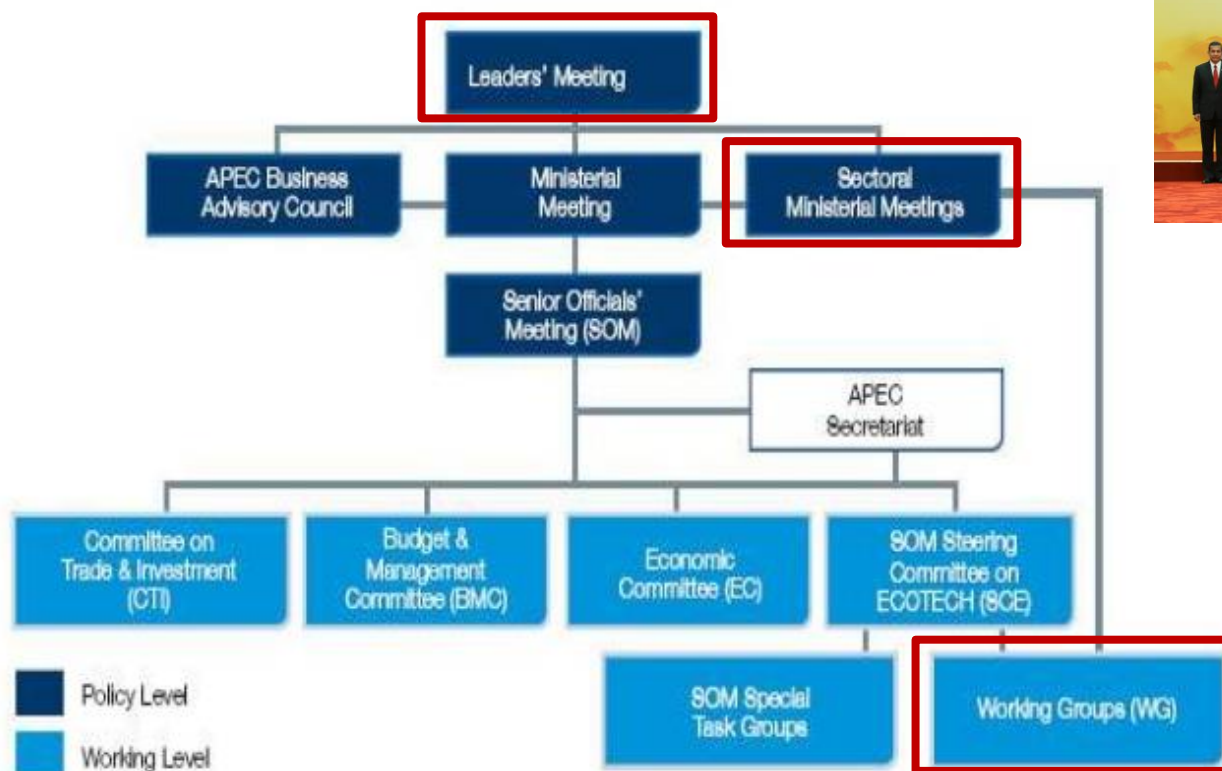 Leaders' Meeting
APEC Business
Advisory Council
Ministerial
Meeting
Sectoral
Ministerial Meetings
Senior Officials'
Meeting (SOM)
APEC
Secretariat
Committee on
Trade & Investment
(CTI)
Budget &
Management
Committee (BMC)
Economic
Committee (EC)
SOM Steering
Committee on
ECOTECH (SCE)
SOM Special
Task Groups
Working Groups (WG)
Policy Level
Working Level